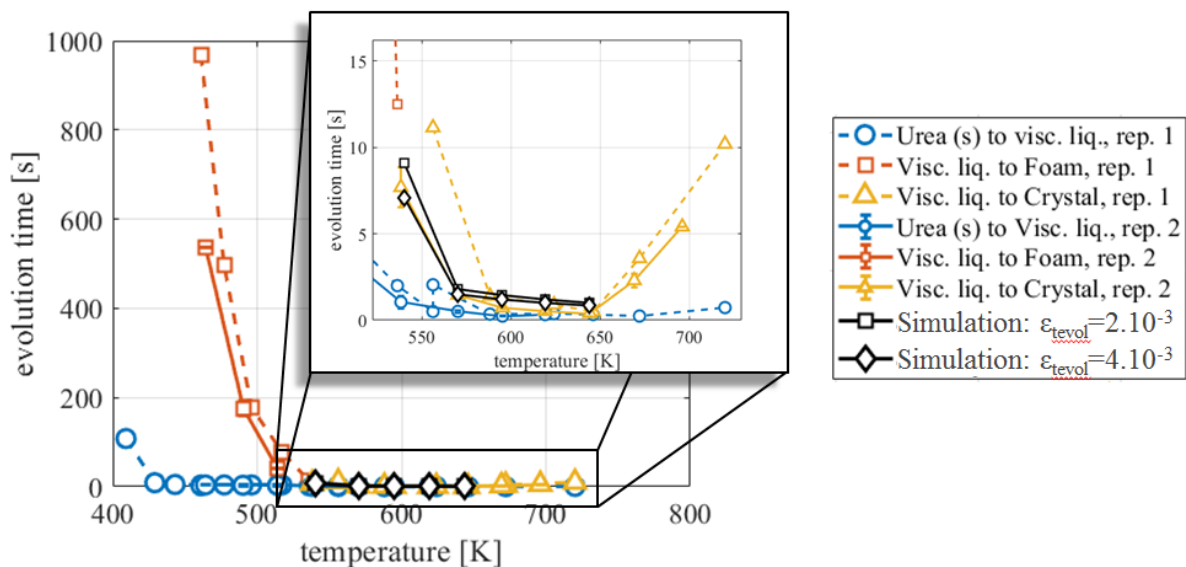 1000
800
600
400
200
0
evolution time [s]
400
500
600
700
800
temperature [K]
15
10
5
0
evolution time [s]
550
600
650
700
temperature [K]
Urea (s) to visc. liq., rep. 1
Visc. liq. to Foam, rep. 1
Visc. liq. to Crystal, rep. 1
Urea (s) to Visc. liq., rep. 2
Visc. liq. to Foam, rep. 2
Visc. liq. to Crystal, rep. 2
Simulation: εtevol=2.10⁻³
Simulation: εtevol=4.10⁻³